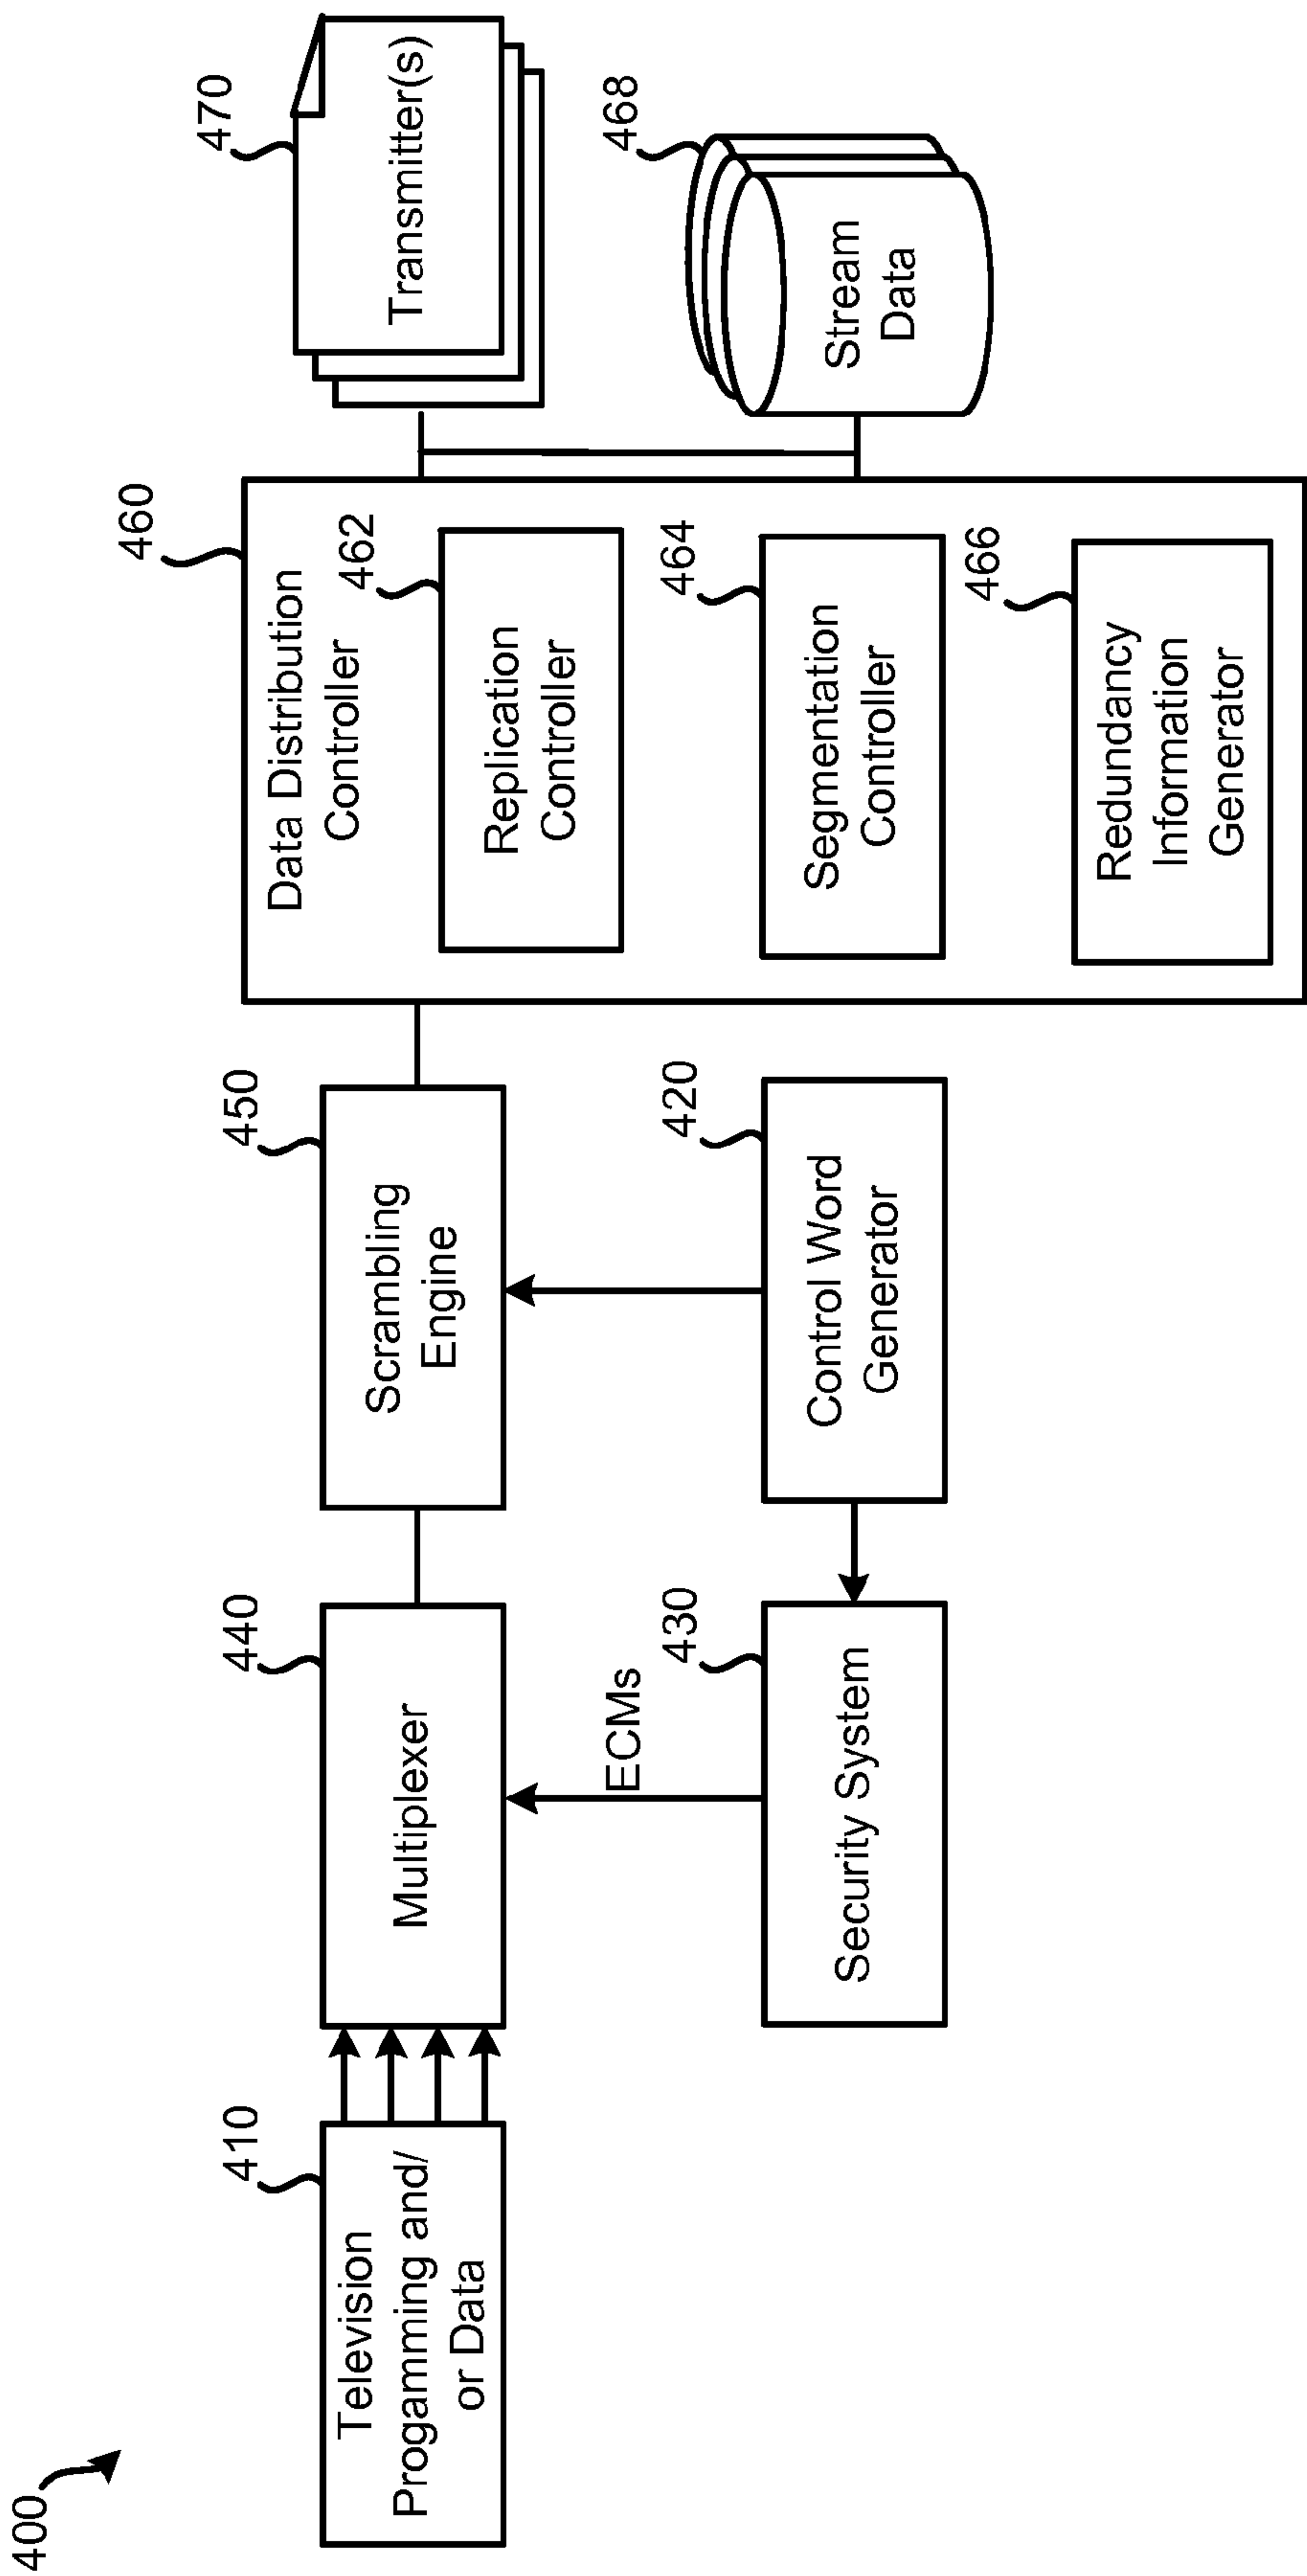 400
410
Television
Progamming and/
or Data
440
Multiplexer
ECMs
430
Security System
450
Scrambling
Engine
420
Control Word
Generator
460
Data Distribution
Controller
462
Replication
Controller
464
Segmentation
Controller
466
Redundancy
Information
Generator
470
Transmitter(s)
468
Stream
Data